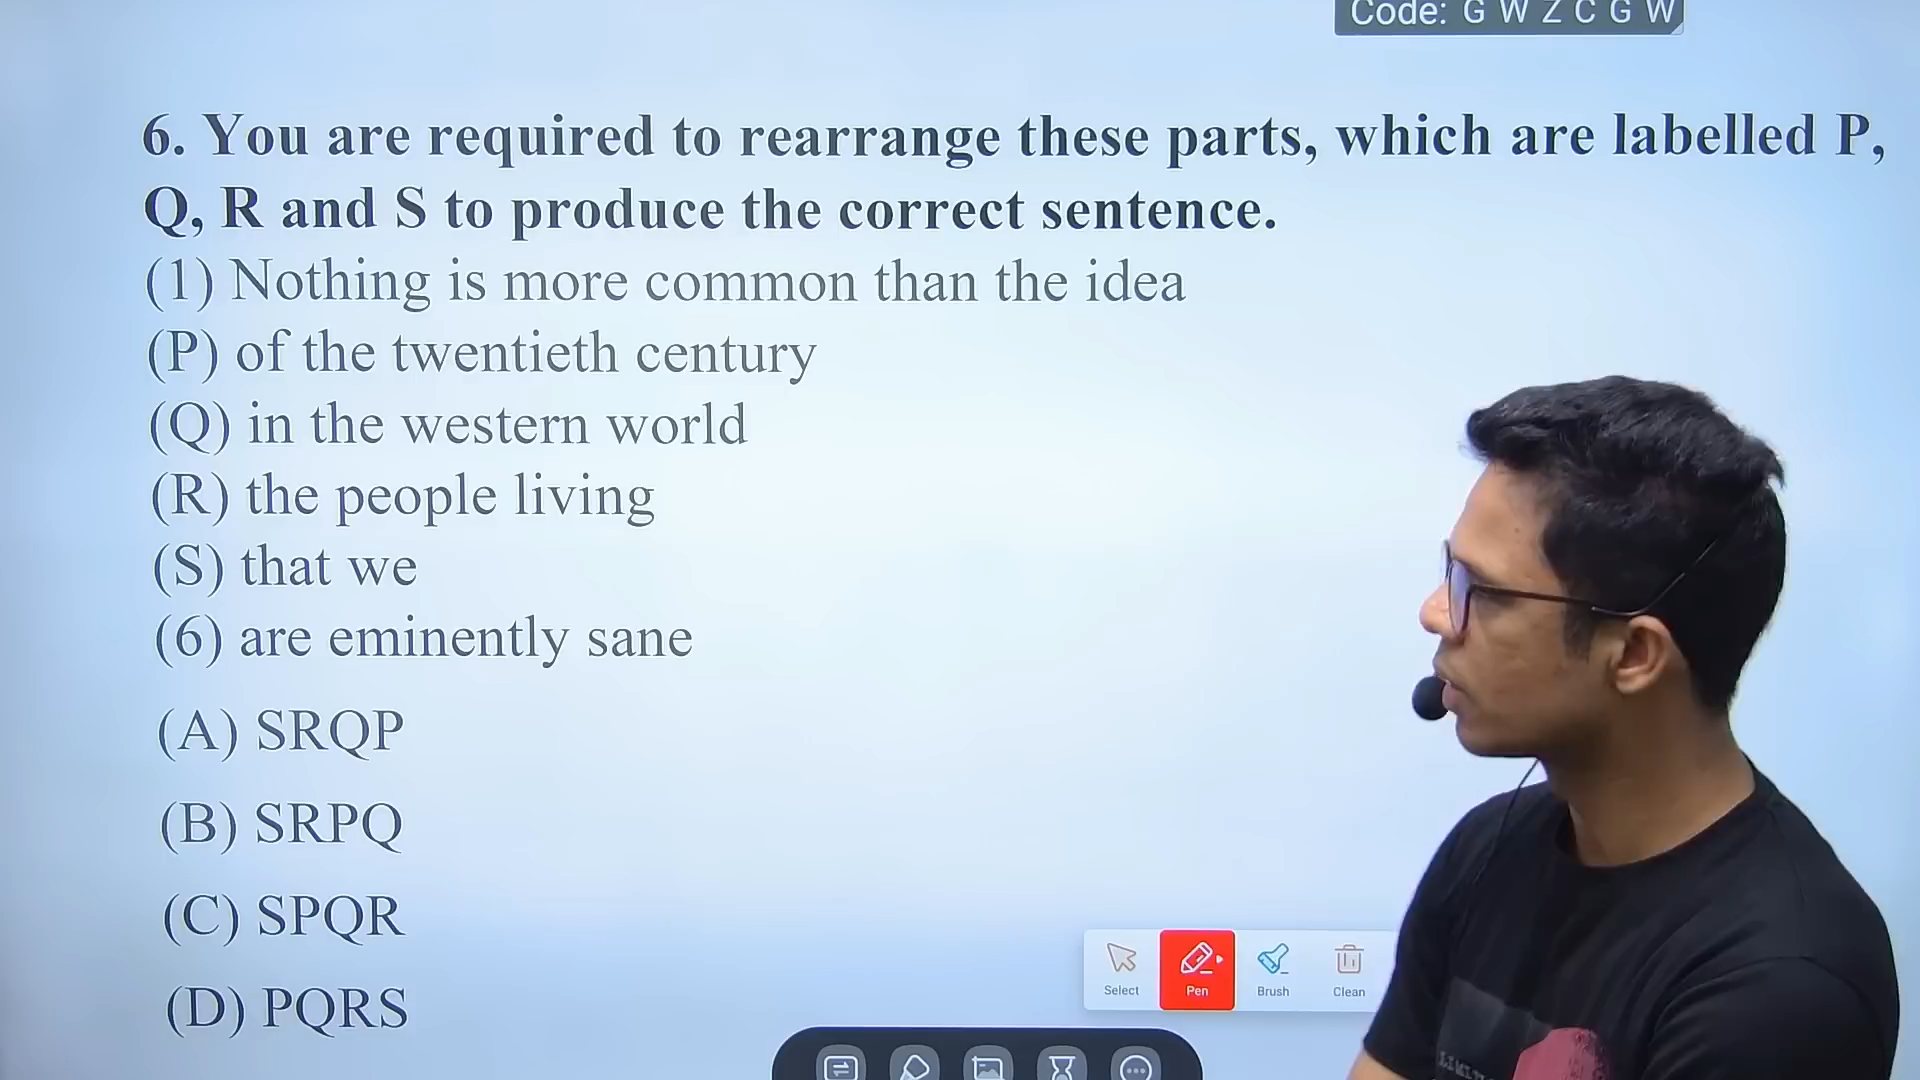 Code: G W Z C G W
6. You are required to rearrange these parts, which are labelled P,
Q, R and S to produce the correct sentence.
(1) Nothing is more common than the idea
(P) of the twentieth century
(Q) in the western world
(R) the people living
(S) that we
(6) are eminently sane
(A) SRQP
(B) SRPQ
(C) SPQR
(D) PQRS
Select Pen Brush Clean